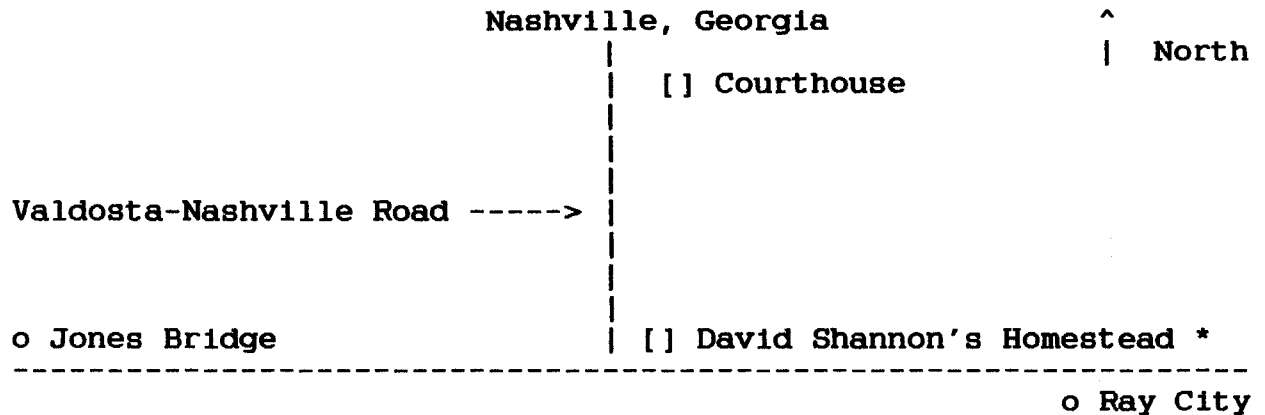 Nashville, Georgia ^
| | North
| [] Courthouse
|
|
|
Valdosta-Nashville Road -----> |
|
|
|
o Jones Bridge | [] David Shannon's Homestead *
------------------------------------------------------------------
o Ray City